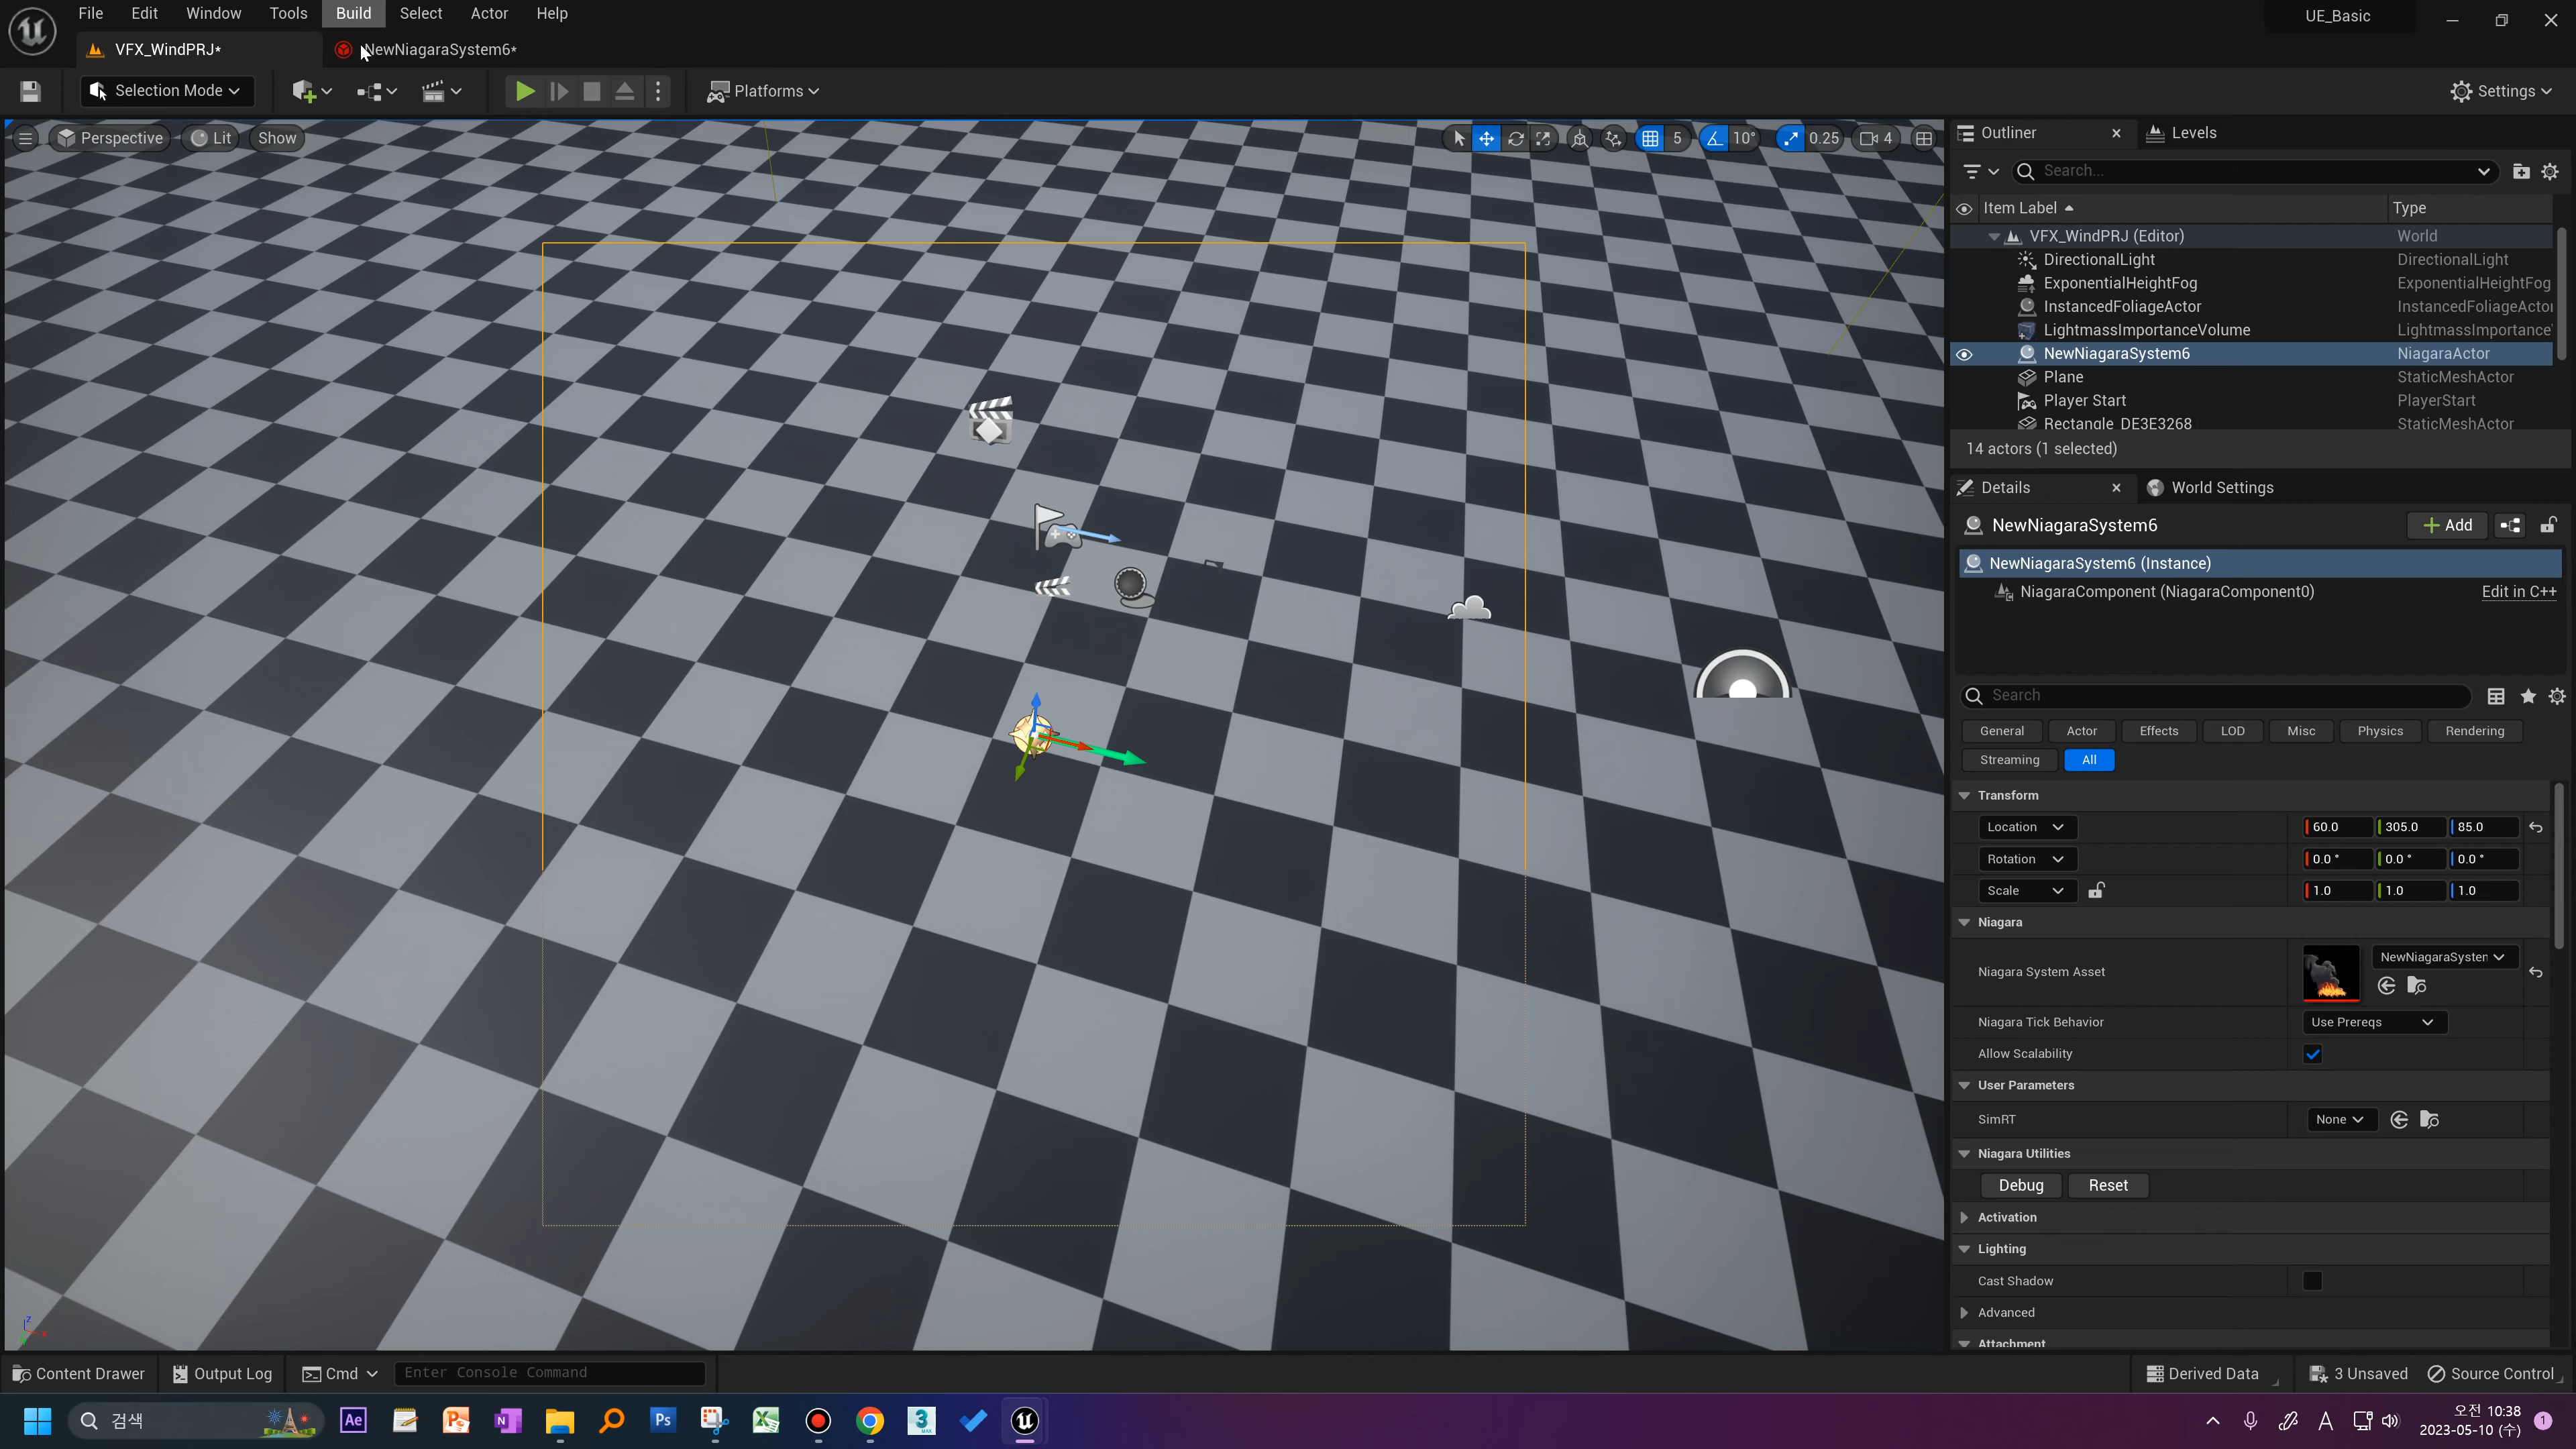 File Edit Window Tools Build Select Actor Help UE_Basic
VFX_WindPRJ* NewNiagaraSystem6*
Selection Mode Platforms Settings
Perspective Lit Show 5 10° 0.25 4
Outliner Levels
Search...
Item Label Type
VFX_WindPRJ (Editor) World
DirectionalLight DirectionalLight
ExponentialHeightFog ExponentialHeightFog
InstancedFoliageActor InstancedFoliageActor
LightmassImportanceVolume LightmassImportance
NewNiagaraSystem6 NiagaraActor
Plane StaticMeshActor
Player Start PlayerStart
Rectangle_DE3E3268 StaticMeshActor
14 actors (1 selected)
Details World Settings
NewNiagaraSystem6 Add
NewNiagaraSystem6 (Instance)
NiagaraComponent (NiagaraComponent0) Edit in C++
Search
General Actor Effects LOD Misc Physics Rendering
Streaming All
Transform
Location 60.0 305.0 85.0
Rotation 0.0 ° 0.0 ° 0.0 °
Scale 1.0 1.0 1.0
Niagara
Niagara System Asset NewNiagaraSystem
Niagara Tick Behavior Use Prereqs
Allow Scalability
User Parameters
SimRT None
Niagara Utilities
Debug Reset
Activation
Lighting
Cast Shadow
Advanced
Attachment
Content Drawer Output Log Cmd Enter Console Command Derived Data 3 Unsaved Source Control
검색 Ae Ps 3 MAX A 오전 10:38 1
2023-05-10 (수)